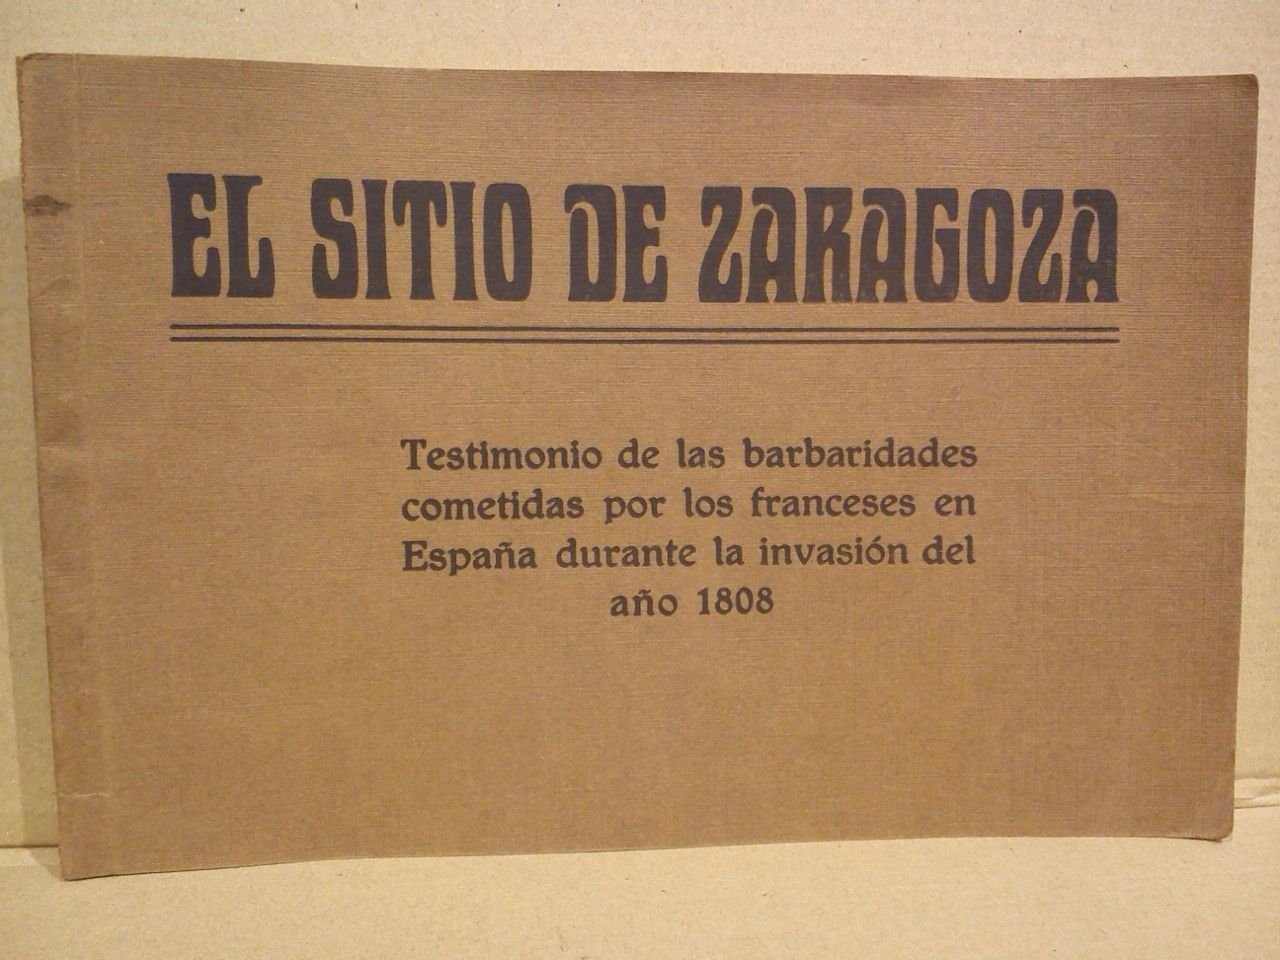 EL SITIO DE ZARAGOZA
Testimonio de las barbaridades
cometidas por los franceses en
España durante la invasión del
año 1808